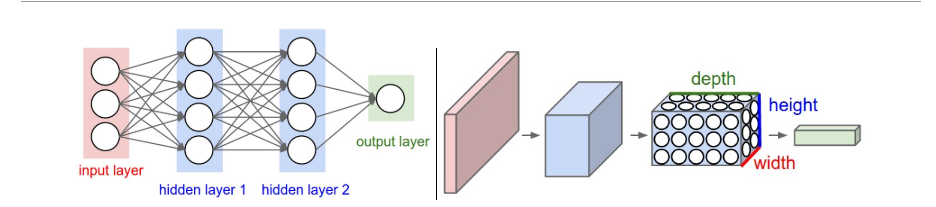 input layer
hidden layer 1
hidden layer 2
output layer
depth
height
width